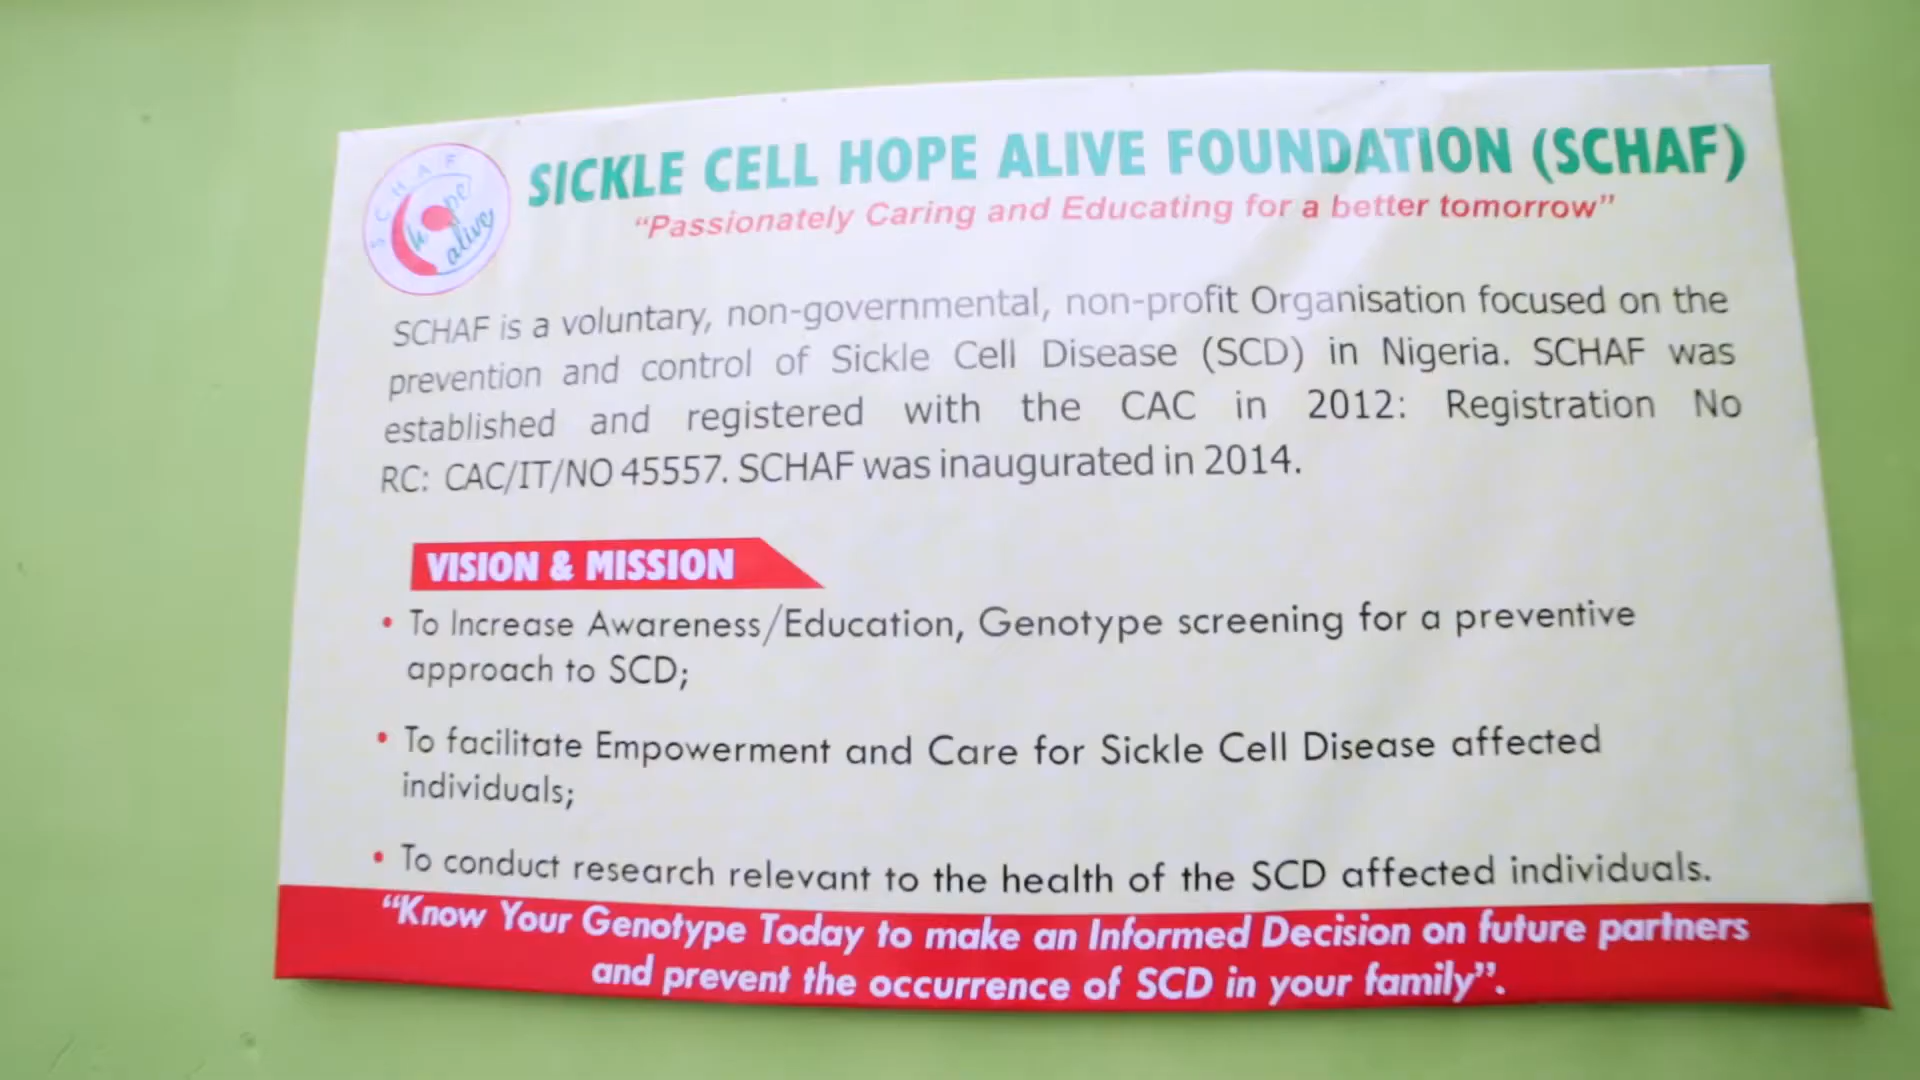 SCHAF
hope
alive
SICKLE CELL HOPE ALIVE FOUNDATION (SCHAF)
“Passionately Caring and Educating for a better tomorrow”
SCHAF is a voluntary, non-governmental, non-profit Organisation focused on the
prevention and control of Sickle Cell Disease (SCD) in Nigeria. SCHAF was
established and registered with the CAC in 2012: Registration No
RC: CAC/IT/NO 45557. SCHAF was inaugurated in 2014.
VISION & MISSION
• To Increase Awareness/Education, Genotype screening for a preventive
approach to SCD;
• To facilitate Empowerment and Care for Sickle Cell Disease affected
individuals;
• To conduct research relevant to the health of the SCD affected individuals.
“Know Your Genotype Today to make an Informed Decision on future partners
and prevent the occurrence of SCD in your family”.